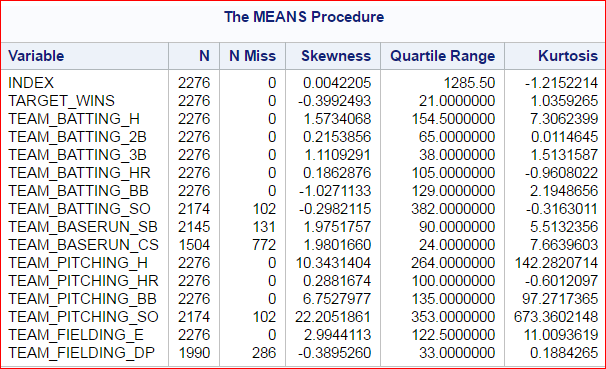 The MEANS Procedure
Variable N N Miss Skewness Quartile Range Kurtosis
INDEX 2276 0 0.0042205 1285.50 -1.2152214
TARGET_WINS 2276 0 -0.3992493 21.0000000 1.0359265
TEAM_BATTING_H 2276 0 1.5734068 154.5000000 7.3062399
TEAM_BATTING_2B 2276 0 0.2153856 65.0000000 0.0114645
TEAM_BATTING_3B 2276 0 1.1109291 38.0000000 1.5131587
TEAM_BATTING_HR 2276 0 0.1862876 105.0000000 -0.9608022
TEAM_BATTING_BB 2276 0 -1.0271133 129.0000000 2.1948656
TEAM_BATTING_SO 2174 102 -0.2982115 382.0000000 -0.3163011
TEAM_BASERUN_SB 2145 131 1.9751757 90.0000000 5.5132356
TEAM_BASERUN_CS 1504 772 1.9801660 24.0000000 7.6639603
TEAM_PITCHING_H 2276 0 10.3431404 264.0000000 142.2820714
TEAM_PITCHING_HR 2276 0 0.2881674 100.0000000 -0.6012097
TEAM_PITCHING_BB 2276 0 6.7527977 135.0000000 97.2717365
TEAM_PITCHING_SO 2174 102 22.2051861 353.0000000 673.3602148
TEAM_FIELDING_E 2276 0 2.9944113 122.5000000 11.0093619
TEAM_FIELDING_DP 1990 286 -0.3895260 33.0000000 0.1884265